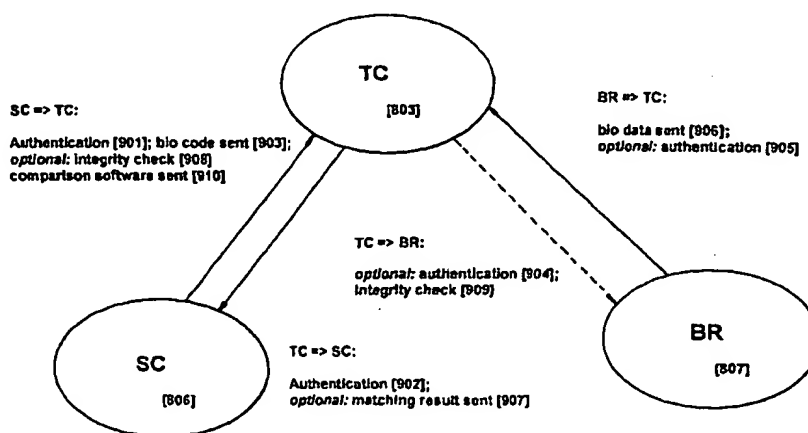 TC
[803]
SC => TC:
Authentication [901]; bio code sent [903];
optional: integrity check [908]
comparison software sent [910]
BR => TC:
bio data sent [906];
optional: authentication [905]
TC => BR:
optional: authentication [904];
integrity check [909]
SC
[806]
TC => SC:
Authentication [902];
optional: matching result sent [907]
BR
[807]